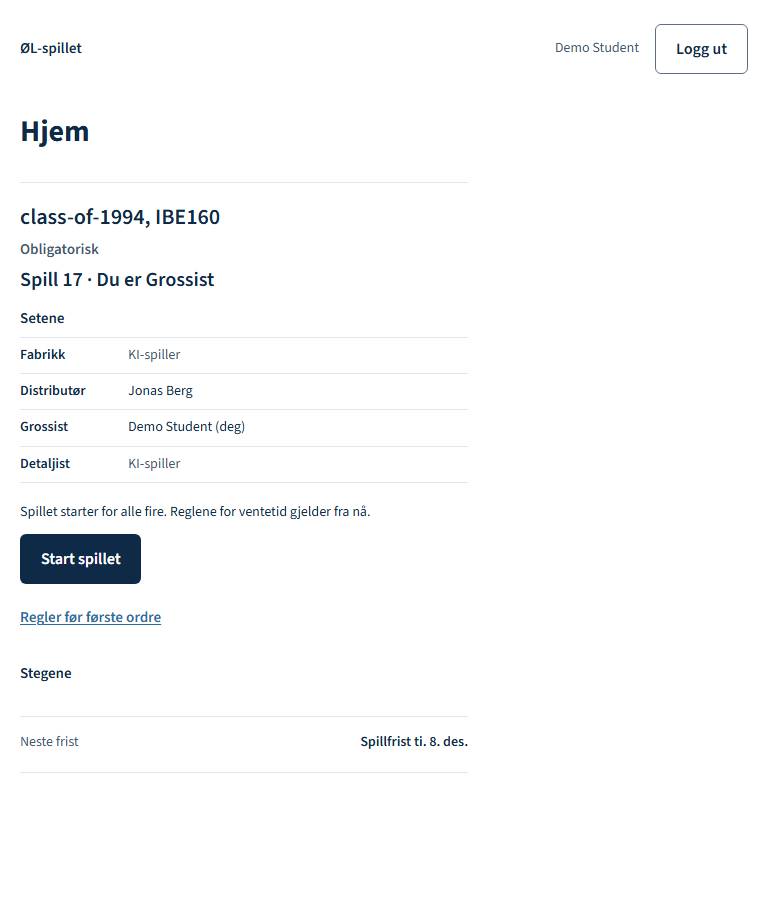 ØL-spillet
Demo Student
Logg ut
Hjem
class-of-1994, IBE160
Obligatorisk
Spill 17 · Du er Grossist
Setene
Fabrikk KI-spiller
Distributør Jonas Berg
Grossist Demo Student (deg)
Detaljist KI-spiller
Spillet starter for alle fire. Reglene for ventetid gjelder fra nå.
Start spillet
Regler før første ordre
Stegene
Neste frist Spillfrist ti. 8. des.